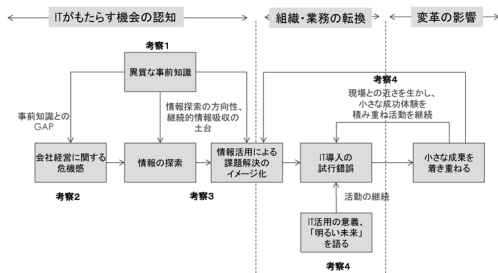 ITがもたらす機会の認知
組織・業務の転換
変革の影響
考察1
異質な事前知識
事前知識との
GAP
情報探索の方向性、
継続的情報吸収の
土台
考察4
現場との近さを生かし、
小さな成功体験を
積み重ね活動を継続
会社経営に関する
危機感
情報の探索
情報活用による
課題解決の
イメージ化
IT導入の
試行錯誤
小さな成果を
着き重ねる
考察2
考察3
活動の継続
IT活用の意義、
「明るい未来」
を語る
考察4